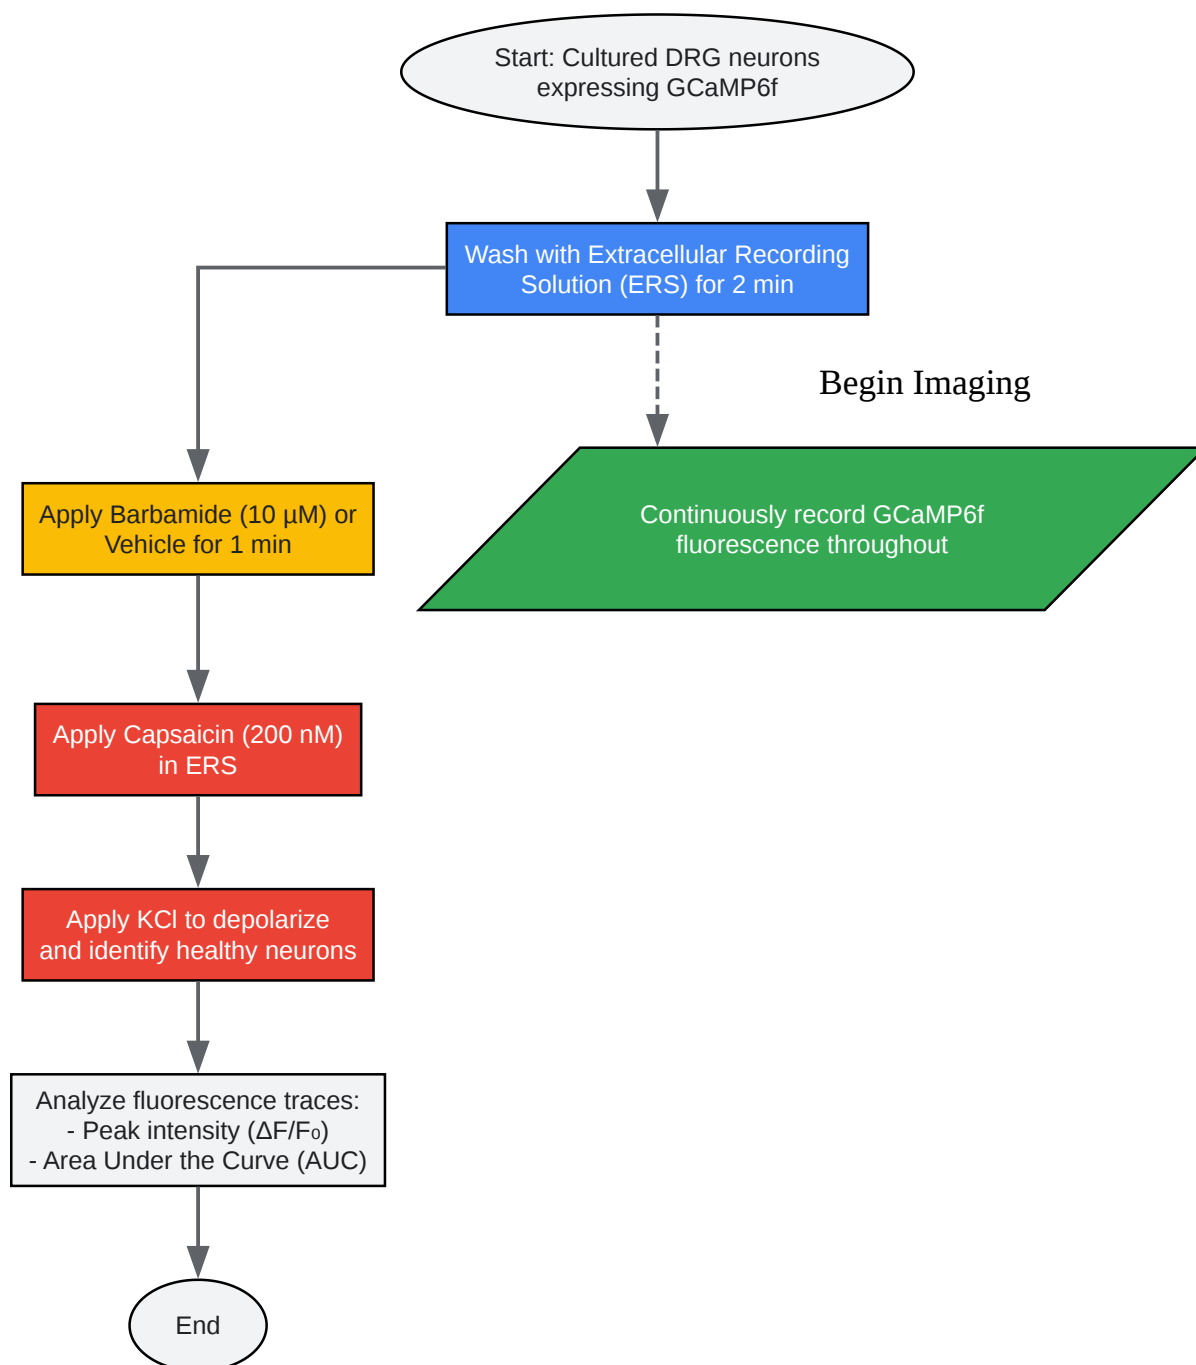 Start: Cultured DRG neurons
expressing GCaMP6f
Wash with Extracellular Recording
Solution (ERS) for 2 min
Begin Imaging
Continuously record GCaMP6f
fluorescence throughout
Apply Barbamide (10 µM) or
Vehicle for 1 min
Apply Capsaicin (200 nM)
in ERS
Apply KCl to depolarize
and identify healthy neurons
Analyze fluorescence traces:
- Peak intensity (ΔF/F₀)
- Area Under the Curve (AUC)
End